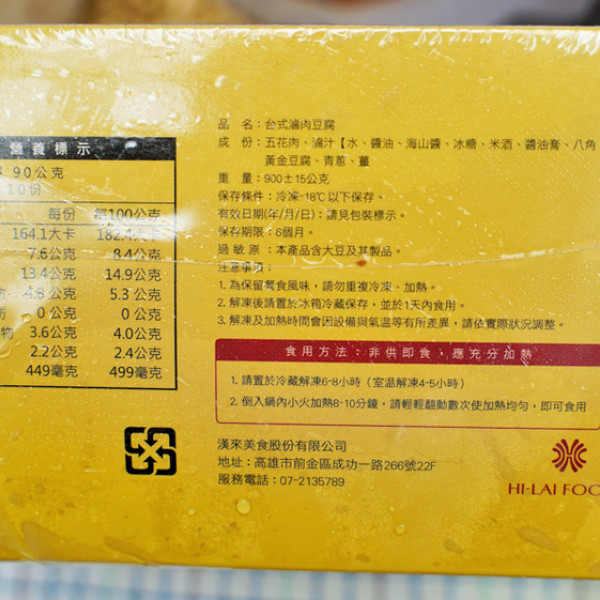 營養標示
90公克
10份
每份 每100公克
164.1大卡 182.4大卡
7.6公克 8.4公克
13.4公克 14.9公克
4.8公克 5.3公克
0公克 0公克
物 3.6公克 4.0公克
2.2公克 2.4公克
449毫克 499毫克
品 名：台式滷肉豆腐
成 份：五花肉、滷汁【水、醬油、海山醬、冰糖、米酒、醬油膏、八角
黃金豆腐、青蔥、薑
重 量：900±15公克
保存條件：冷凍-18℃以下保存。
有效日期(年/月/日)：請見包裝標示。
保存期限：6個月。
過 敏 原：本產品含大豆及其製品。
注意事項：
1. 為保留餐食風味，請勿重複冷凍、加熱。
2. 解凍後請置於冰箱冷藏保存，並於1天內食用。
3. 解凍及加熱時間會因設備與氣溫等有所差異，請依實際狀況調整。
食用方法：非供即食，應充分加熱
1. 請置於冷藏解凍6-8小時（室溫解凍4-5小時）
2. 倒入鍋內小火加熱8-10分鐘，請輕輕翻動數次使加熱均勻，即可食用
漢來美食股份有限公司
地址：高雄市前金區成功一路266號22F
服務電話：07-2135789
HI-LAI FOO